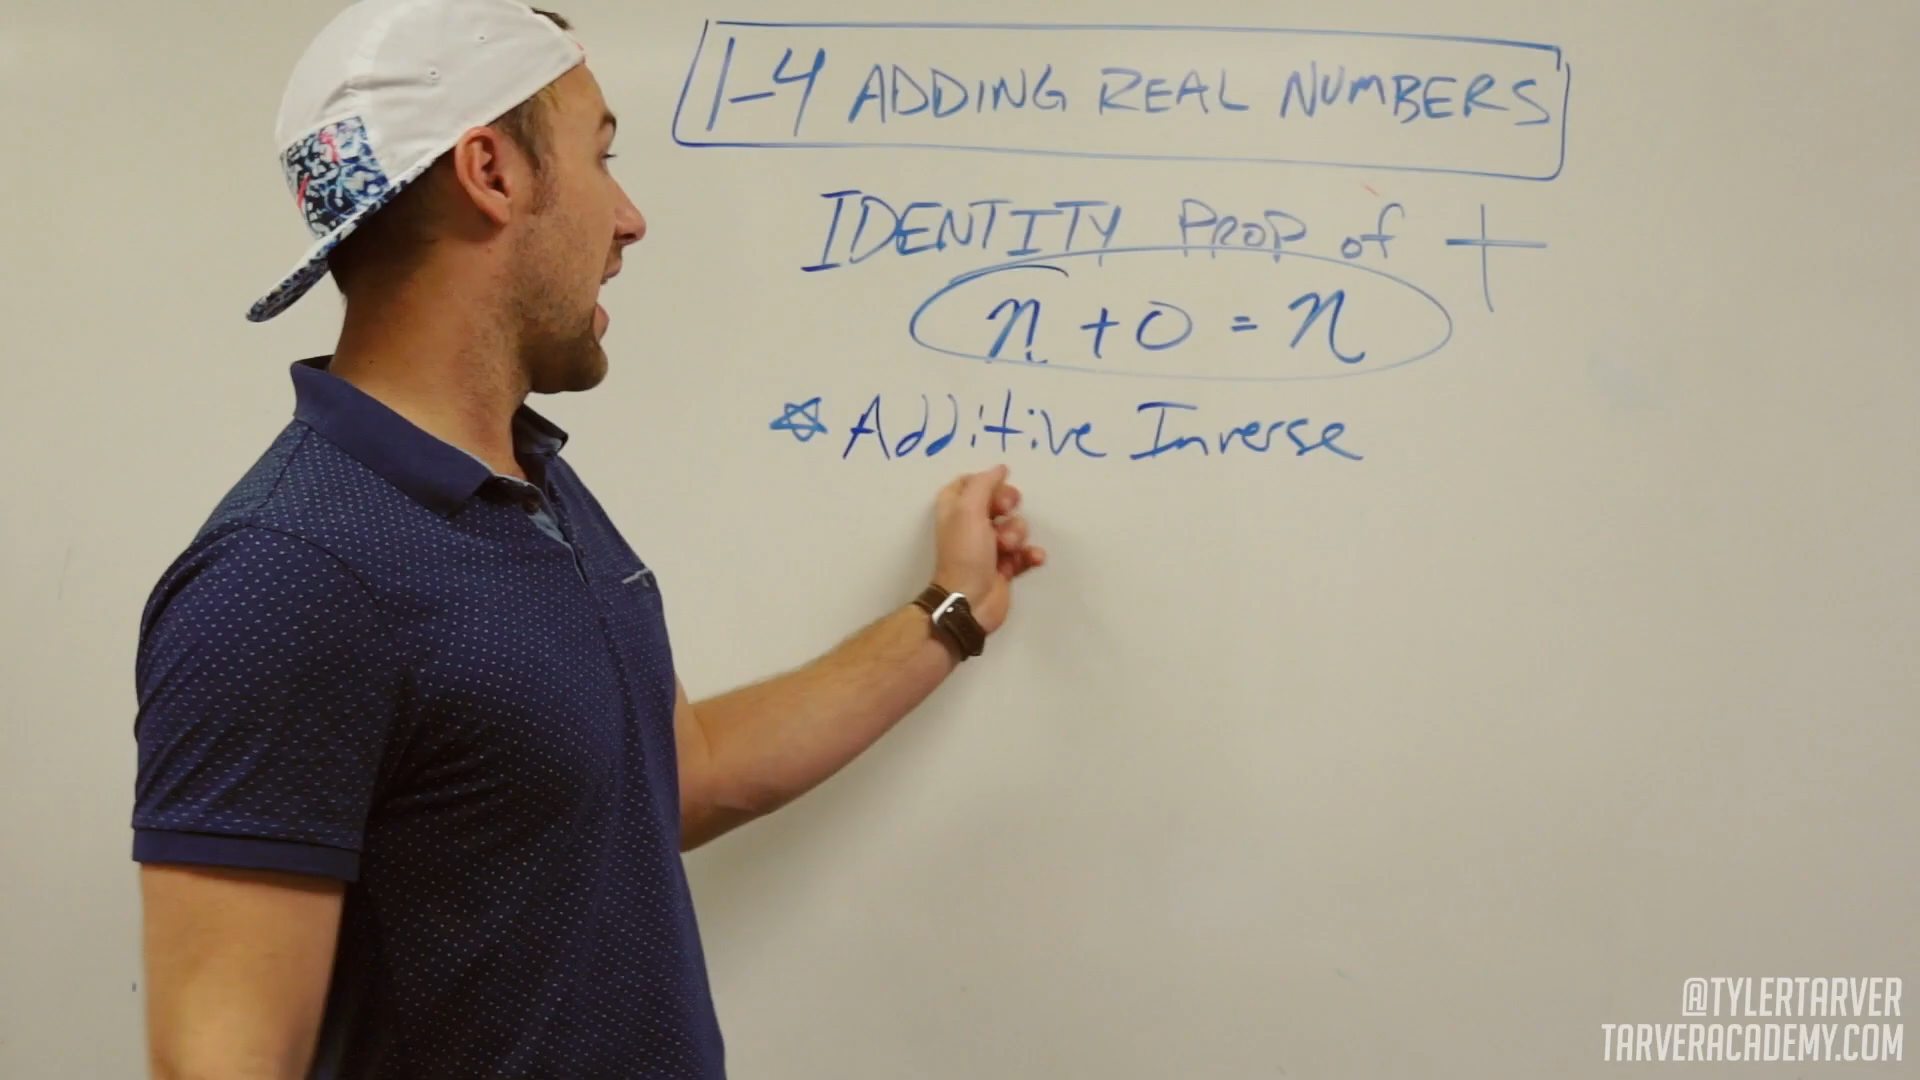 1-4 ADDING REAL NUMBERS
IDENTITY PROP of +
n + 0 = n
☆ Additive Inverse
@TYLERTARVER
TARVERACADEMY.COM